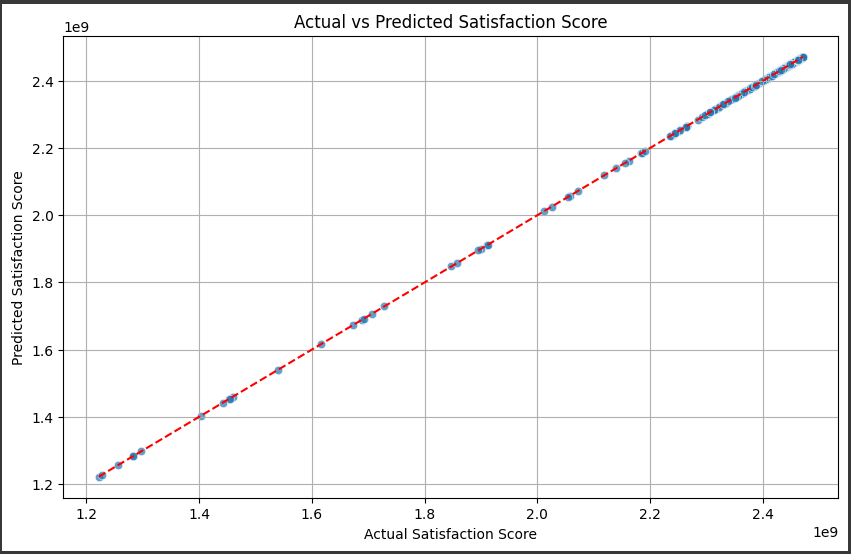 Actual vs Predicted Satisfaction Score
1e9
2.4
2.2
2.0
1.8
1.6
1.4
1.2
Predicted Satisfaction Score
1.2 1.4 1.6 1.8 2.0 2.2 2.4
1e9
Actual Satisfaction Score